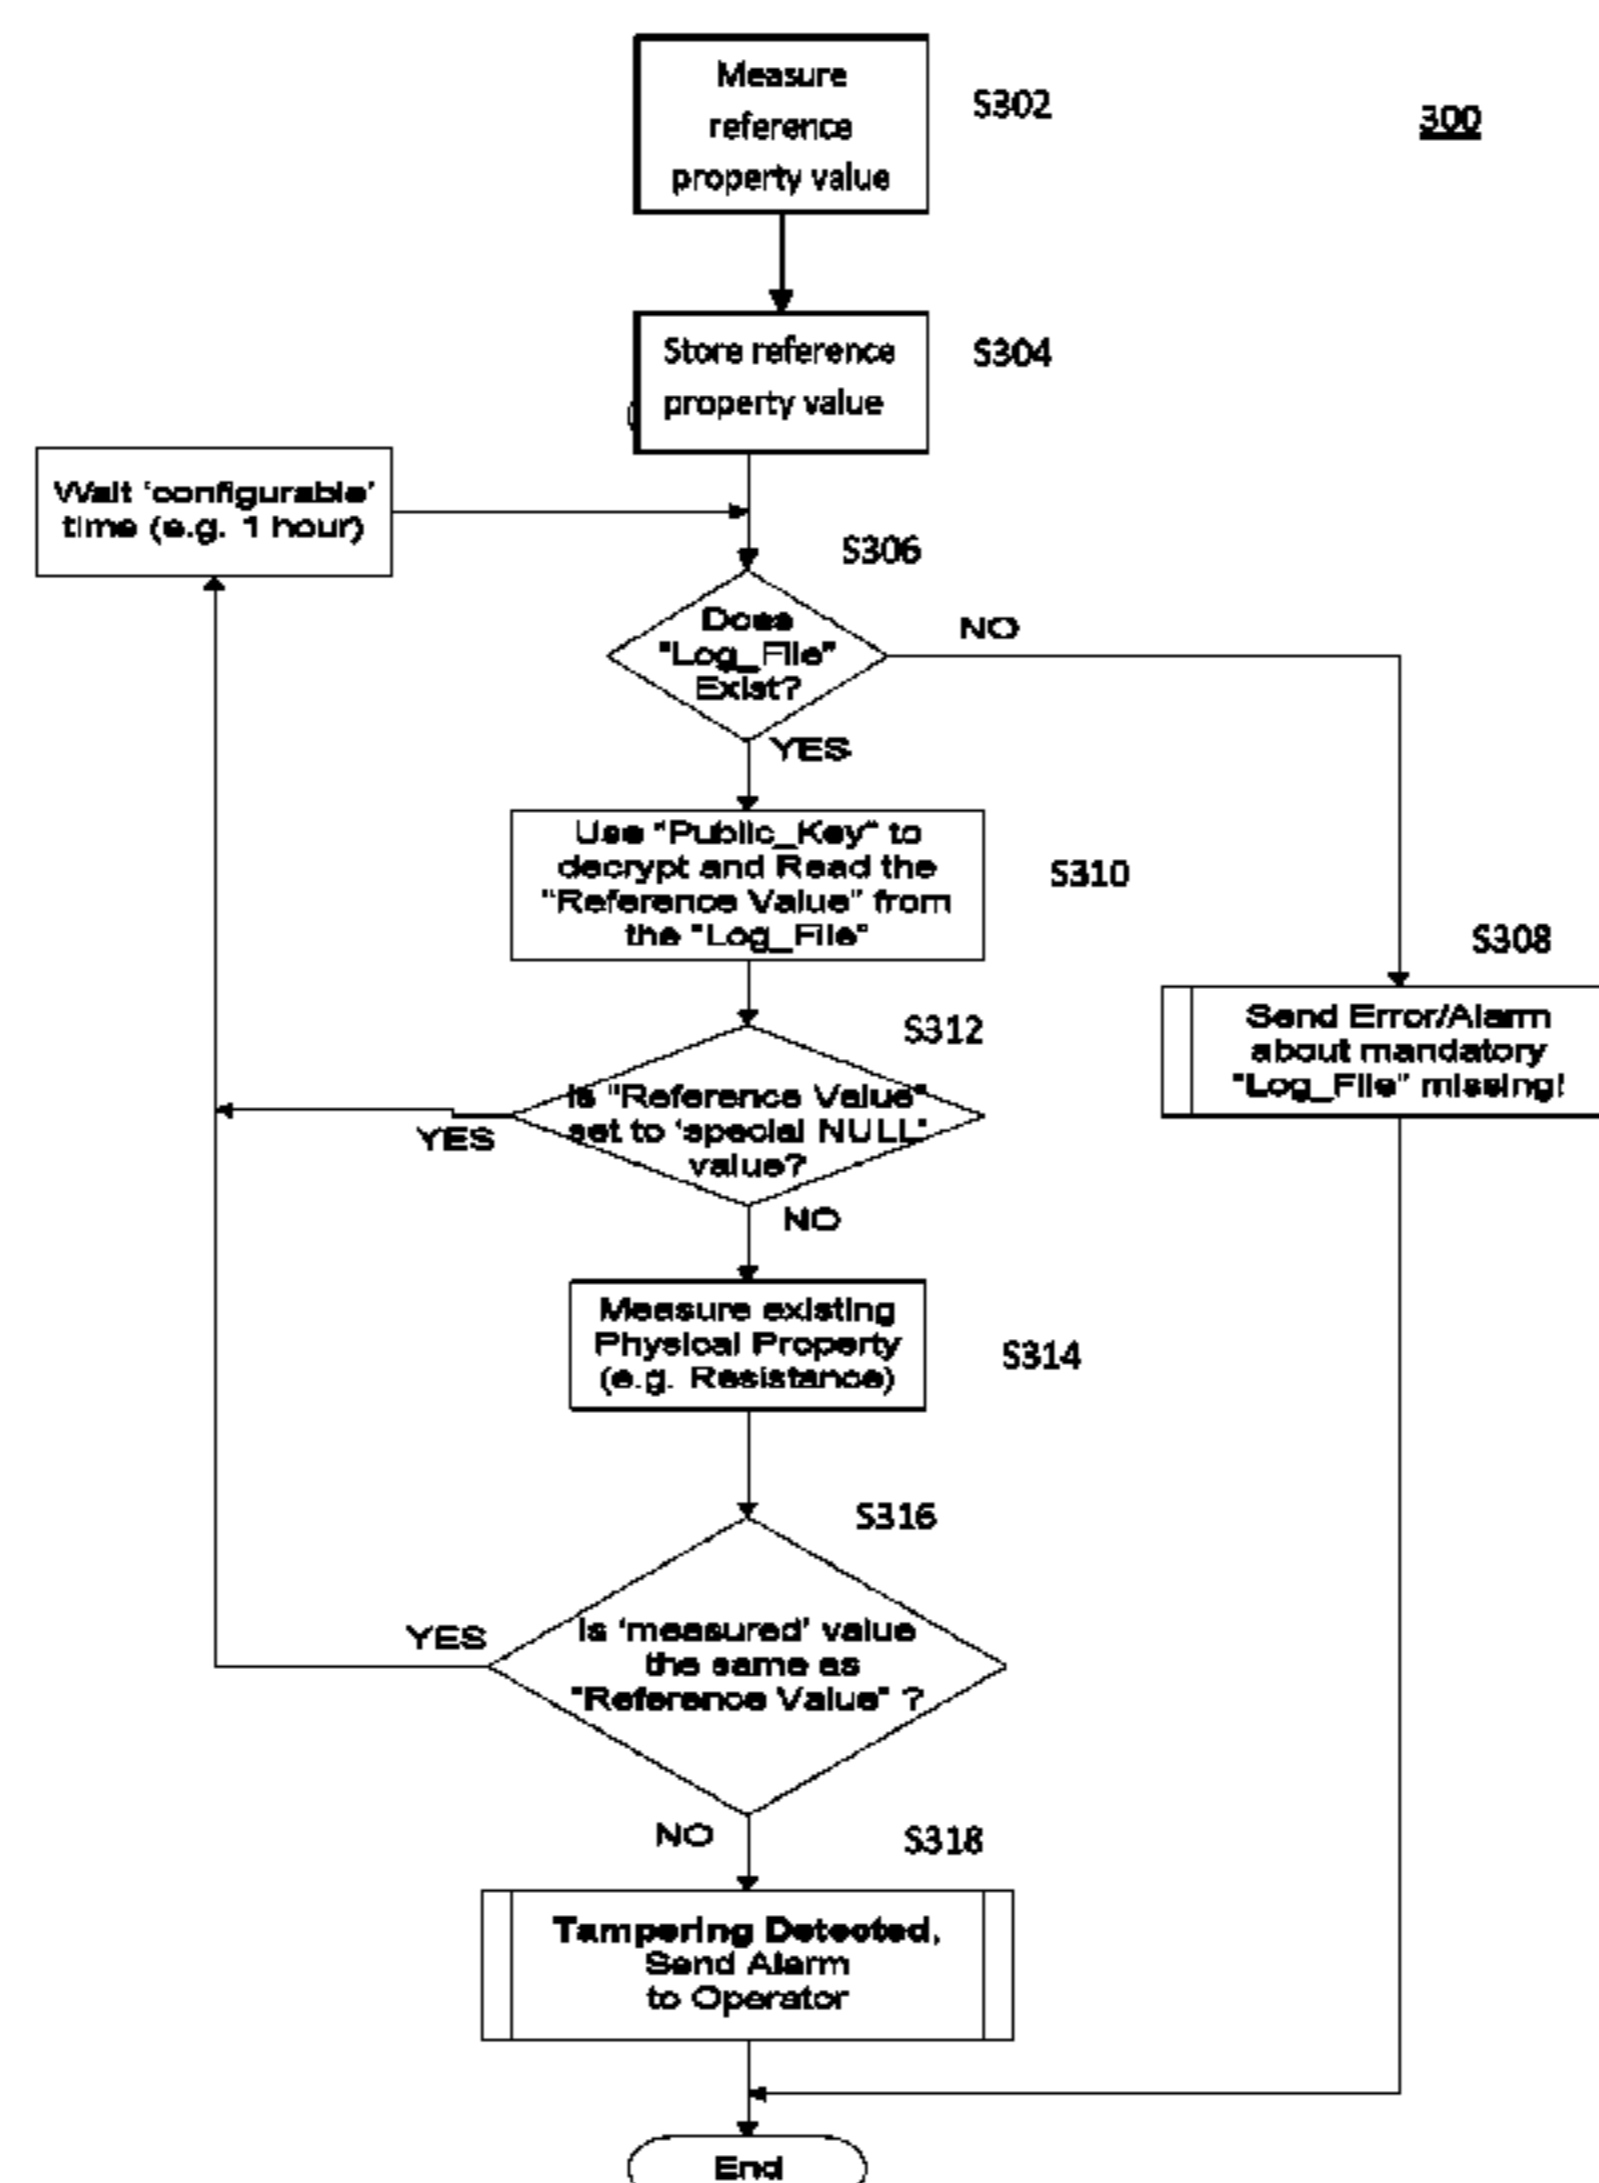 Measure
reference
property value
S302
300
Store reference
property value
S304
Wait 'configurable'
time (e.g. 1 hour)
S306
Does
"Log_File"
Exist?
NO
YES
Use "Public_Key" to
decrypt and Read the
"Reference Value" from
the "Log_File"
S310
S308
Send Error/Alarm
about mandatory
"Log_File" missing!
S312
Is "Reference Value"
set to 'special NULL'
value?
YES
NO
Measure existing
Physical Property
(e.g. Resistance)
S314
S316
Is 'measured' value
the same as
"Reference Value" ?
YES
NO
S318
Tampering Detected,
Send Alarm
to Operator
End